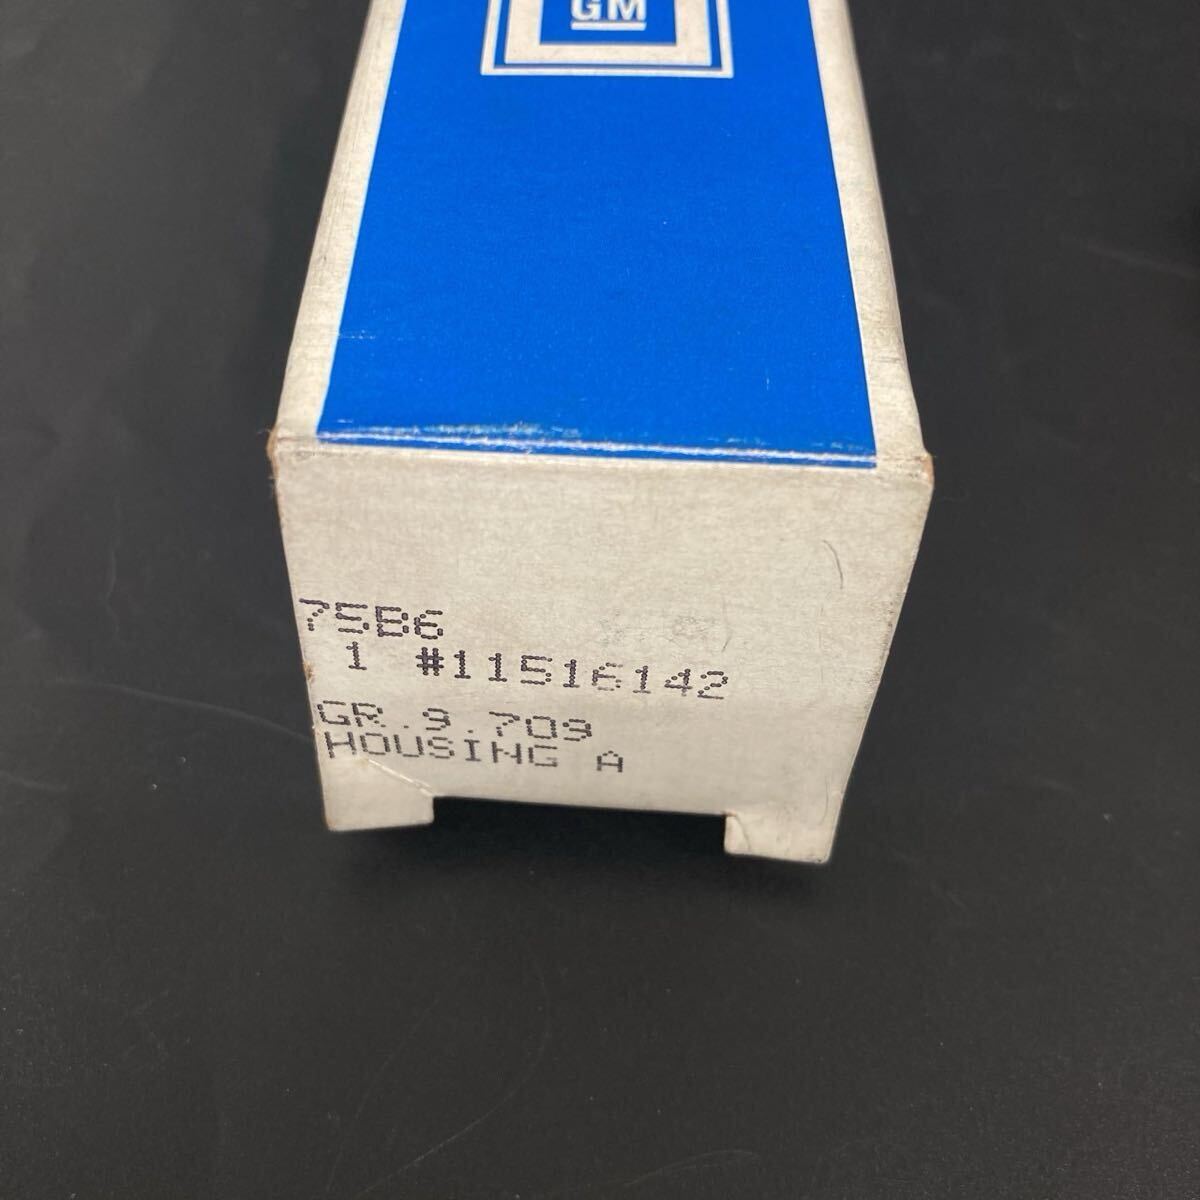 GM
75B6
1 #11516142
GR.9.709
HOUSING A